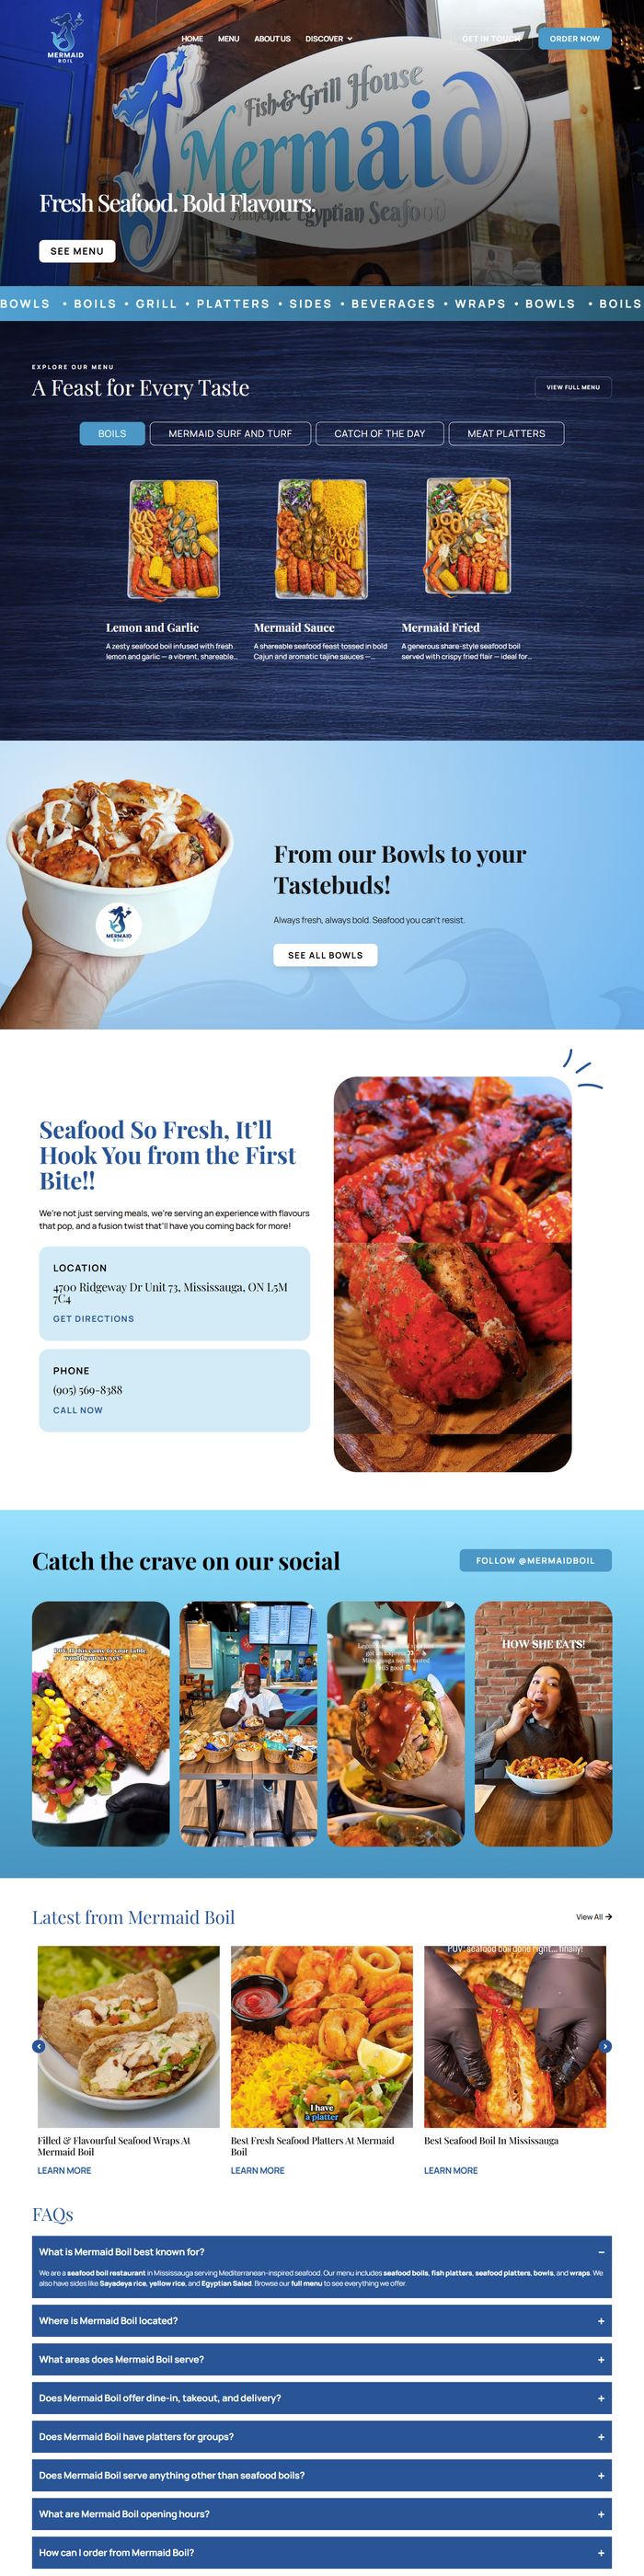 MERMAID
BOIL
HOME MENU ABOUT US DISCOVER
GET IN TOUCH
ORDER NOW
Fish & Grill House
Mermaid
Authentic Egyptian Seafood
Fresh Seafood. Bold Flavours.
SEE MENU
BOWLS • BOILS • GRILL • PLATTERS • SIDES • BEVERAGES • WRAPS • BOWLS • BOILS
EXPLORE OUR MENU
A Feast for Every Taste
VIEW FULL MENU
BOILS
MERMAID SURF AND TURF
CATCH OF THE DAY
MEAT PLATTERS
Lemon and Garlic
A zesty seafood boil infused with fresh
lemon and garlic — a vibrant, shareable...
Mermaid Sauce
A shareable seafood feast tossed in bold
Cajun and aromatic tajine sauces —...
Mermaid Fried
A generous share-style seafood boil
served with crispy fried flair — ideal for...
MERMAID
BOIL
From our Bowls to your
Tastebuds!
Always fresh, always bold. Seafood you can't resist.
SEE ALL BOWLS
Seafood So Fresh, It'll
Hook You from the First
Bite!!
We're not just serving meals, we're serving an experience with flavours
that pop, and a fusion twist that'll have you coming back for more!
LOCATION
4700 Ridgeway Dr Unit 73, Mississauga, ON L5M
7C4
GET DIRECTIONS
PHONE
(905) 569-8388
CALL NOW
Catch the crave on our social
FOLLOW @MERMAIDBOIL
POV: If this came to your table,
would you say yes?
HOW SHE EATS!
Latest from Mermaid Boil
View All →
I have
a platter
POV: seafood boil done right... finally!
Filled & Flavourful Seafood Wraps At
Mermaid Boil
LEARN MORE
Best Fresh Seafood Platters At Mermaid
Boil
LEARN MORE
Best Seafood Boil In Mississauga
LEARN MORE
FAQs
What is Mermaid Boil best known for? −
We are a seafood boil restaurant in Mississauga serving Mediterranean-inspired seafood. Our menu includes seafood boils, fish platters, seafood platters, bowls, and wraps. We
also have sides like Sayadeya rice, yellow rice, and Egyptian Salad. Browse our full menu to see everything we offer.
Where is Mermaid Boil located? +
What areas does Mermaid Boil serve? +
Does Mermaid Boil offer dine-in, takeout, and delivery? +
Does Mermaid Boil have platters for groups? +
Does Mermaid Boil serve anything other than seafood boils? +
What are Mermaid Boil opening hours? +
How can I order from Mermaid Boil? +